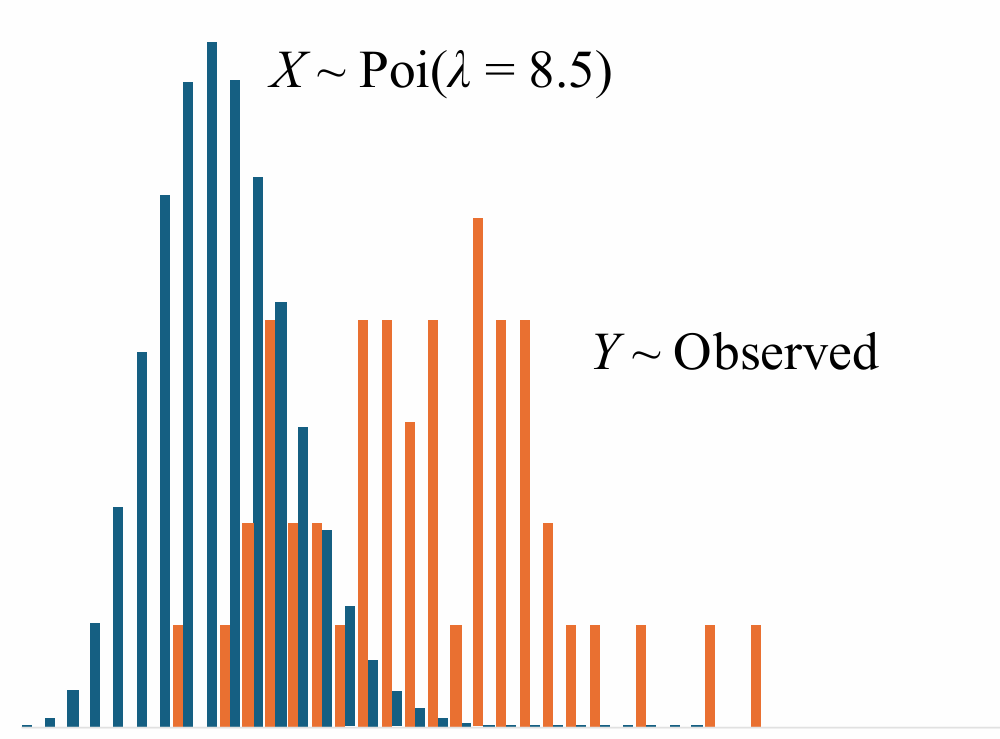 X ~ Poi(λ = 8.5)
Y ~ Observed